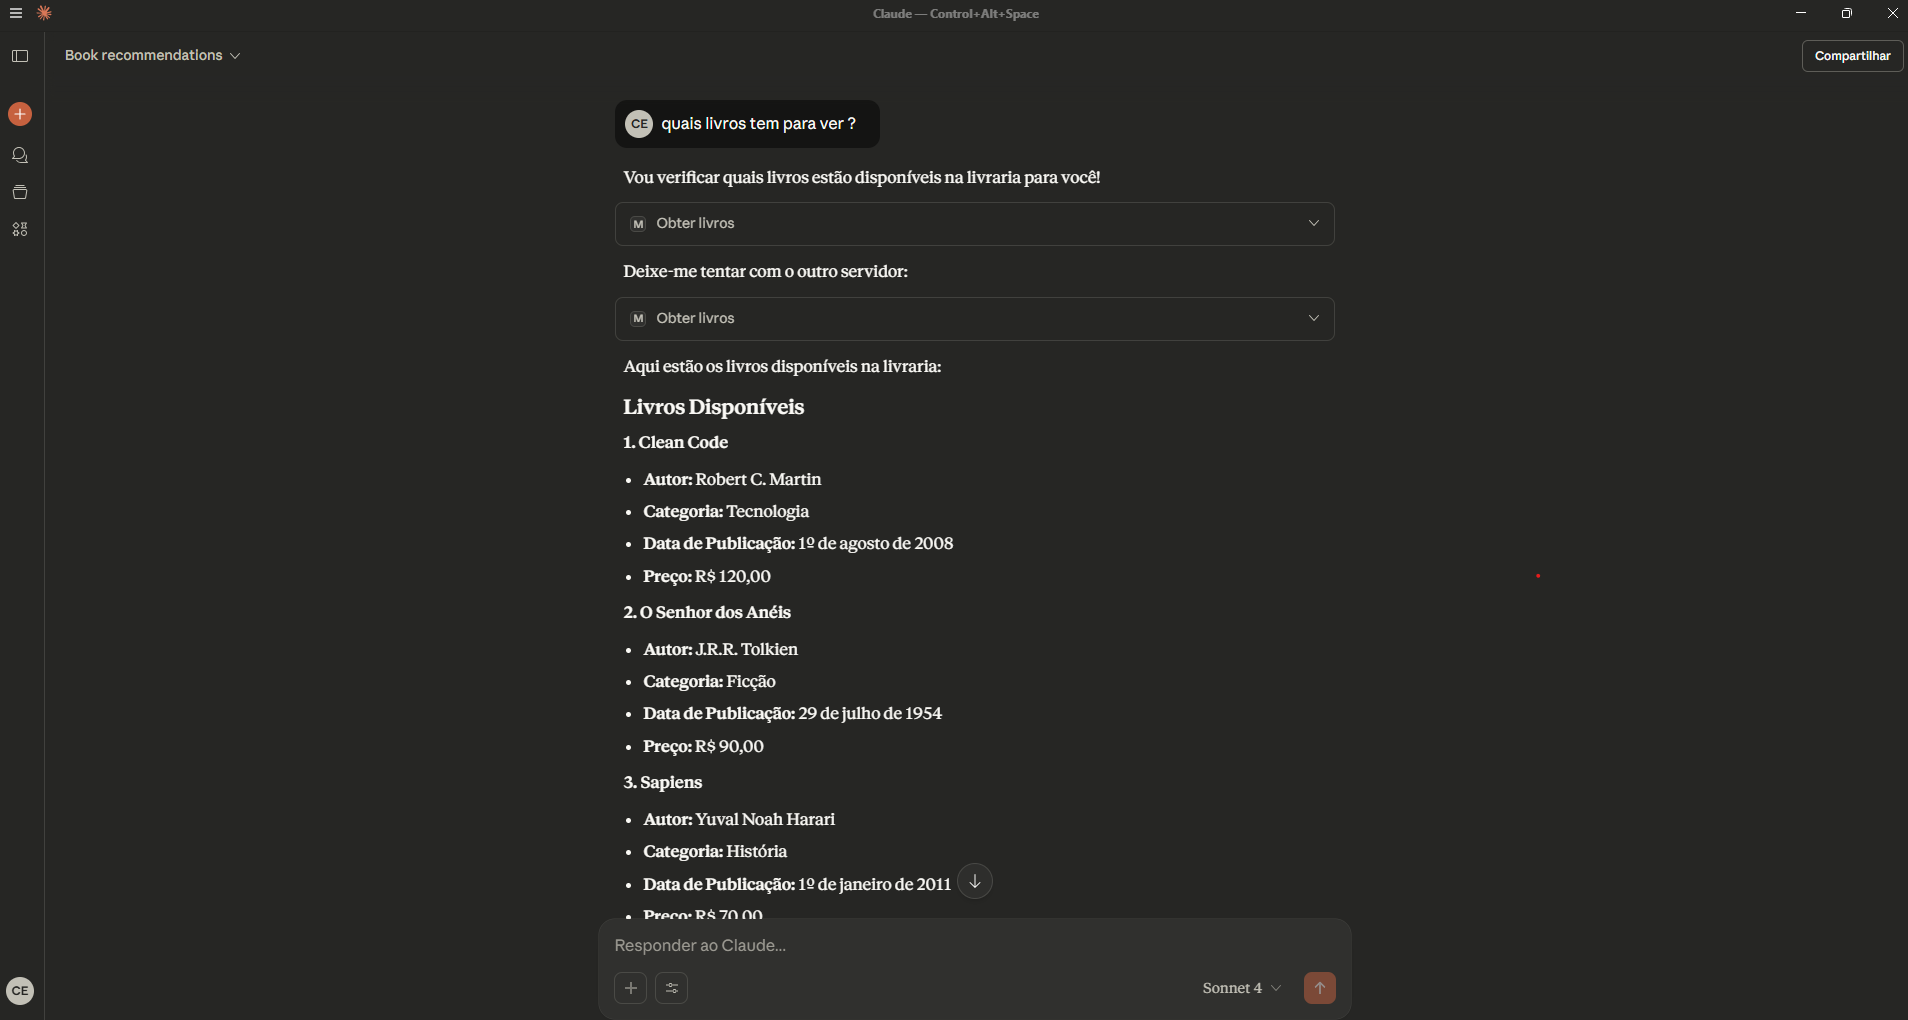 Claude — Control+Alt+Space
Book recommendations
Compartilhar
CE quais livros tem para ver ?
Vou verificar quais livros estão disponíveis na livraria para você!
M Obter livros
Deixe-me tentar com o outro servidor:
M Obter livros
Aqui estão os livros disponíveis na livraria:
Livros Disponíveis
1. Clean Code
• Autor: Robert C. Martin
• Categoria: Tecnologia
• Data de Publicação: 1º de agosto de 2008
• Preço: R$ 120,00
2. O Senhor dos Anéis
• Autor: J.R.R. Tolkien
• Categoria: Ficção
• Data de Publicação: 29 de julho de 1954
• Preço: R$ 90,00
3. Sapiens
• Autor: Yuval Noah Harari
• Categoria: História
• Data de Publicação: 1º de janeiro de 2011
• Preço: R$ 70,00
Responder ao Claude...
Sonnet 4
CE